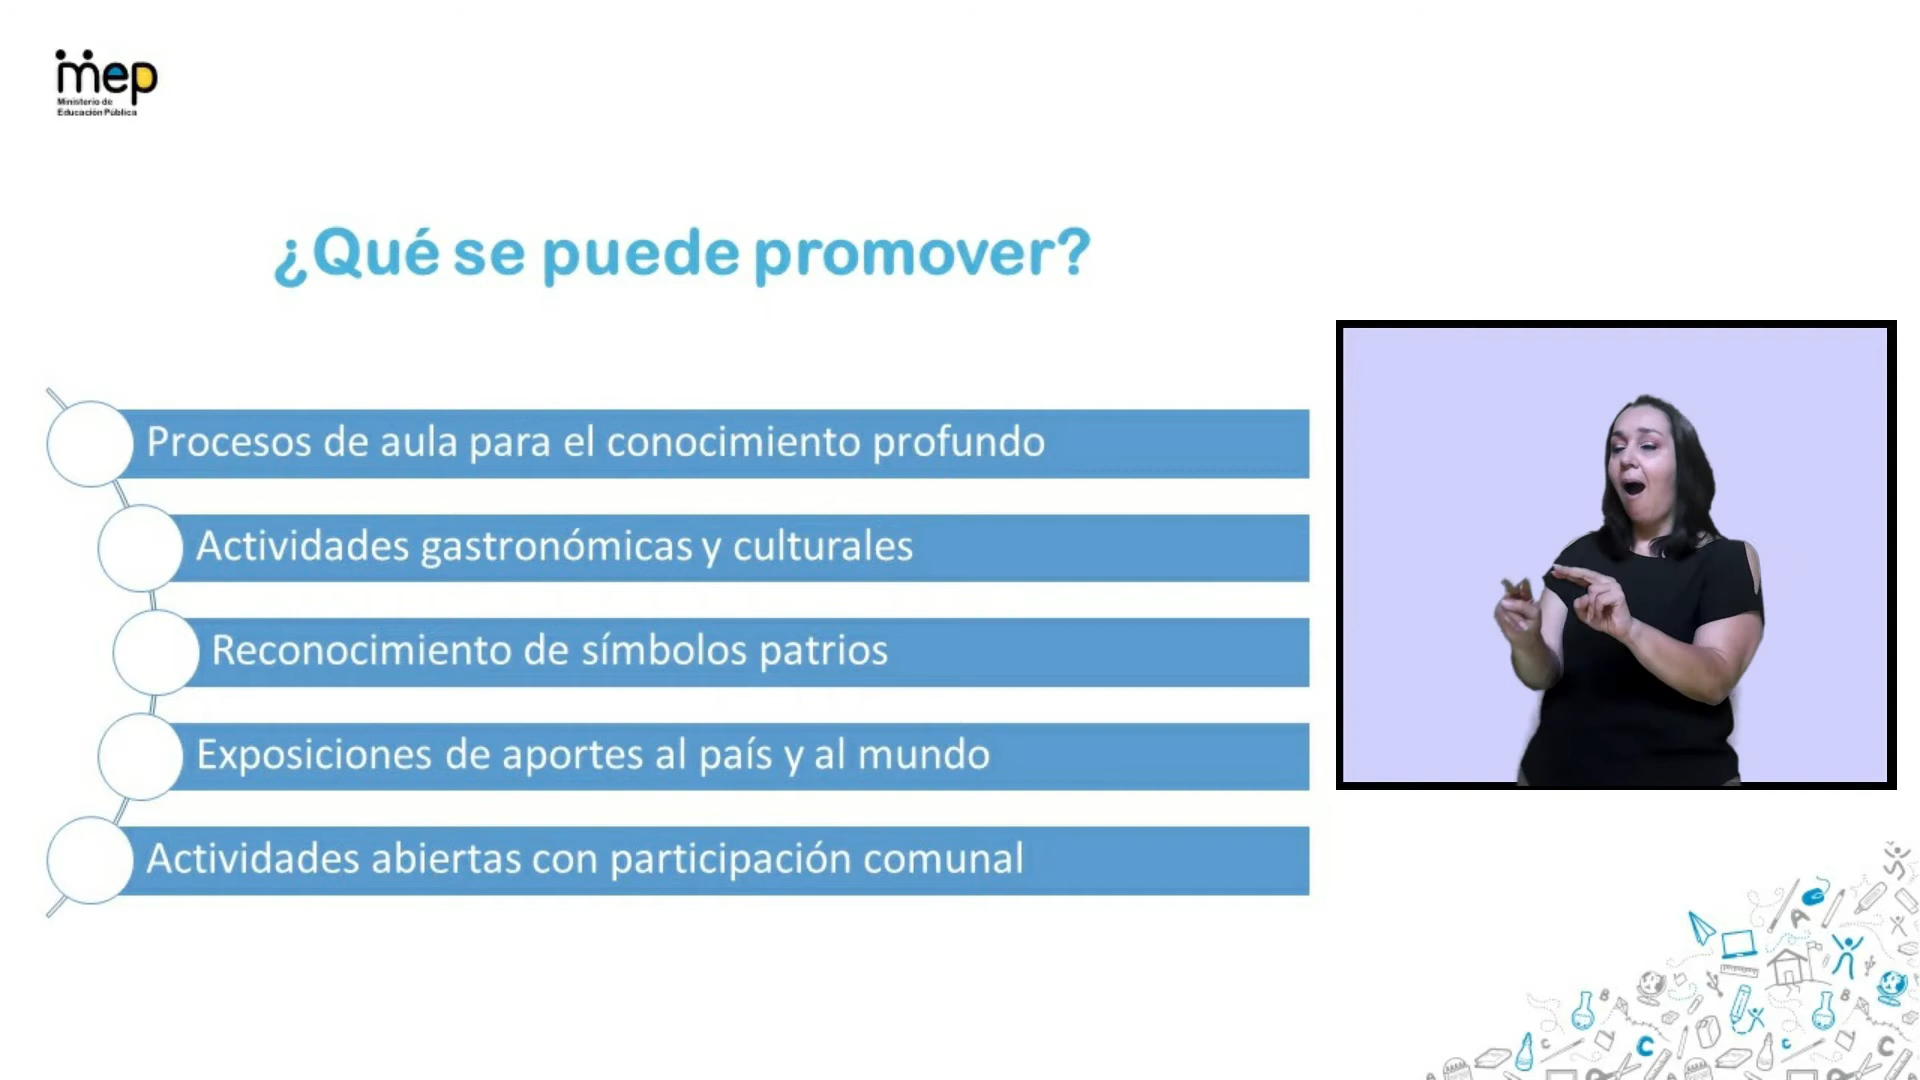 mep
Ministerio de
Educación Pública
¿Qué se puede promover?
Procesos de aula para el conocimiento profundo
Actividades gastronómicas y culturales
Reconocimiento de símbolos patrios
Exposiciones de aportes al país y al mundo
Actividades abiertas con participación comunal